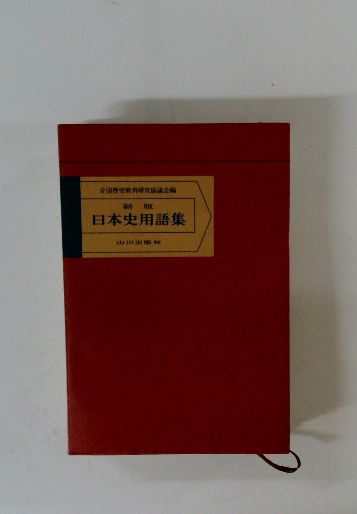 全国歴史教育研究協議会編
新版
日本史用語集
山川出版社